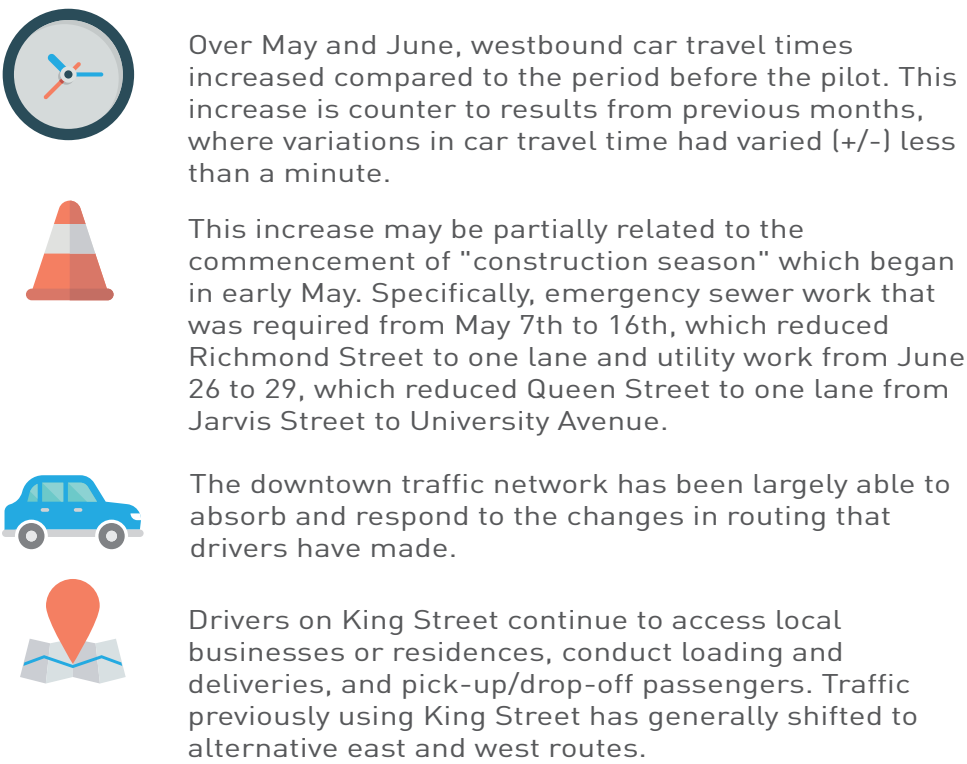 Over May and June, westbound car travel times
increased compared to the period before the pilot. This
increase is counter to results from previous months,
where variations in car travel time had varied (+/-) less
than a minute.
This increase may be partially related to the
commencement of "construction season" which began
in early May. Specifically, emergency sewer work that
was required from May 7th to 16th, which reduced
Richmond Street to one lane and utility work from June
26 to 29, which reduced Queen Street to one lane from
Jarvis Street to University Avenue.
The downtown traffic network has been largely able to
absorb and respond to the changes in routing that
drivers have made.
Drivers on King Street continue to access local
businesses or residences, conduct loading and
deliveries, and pick-up/drop-off passengers. Traffic
previously using King Street has generally shifted to
alternative east and west routes.